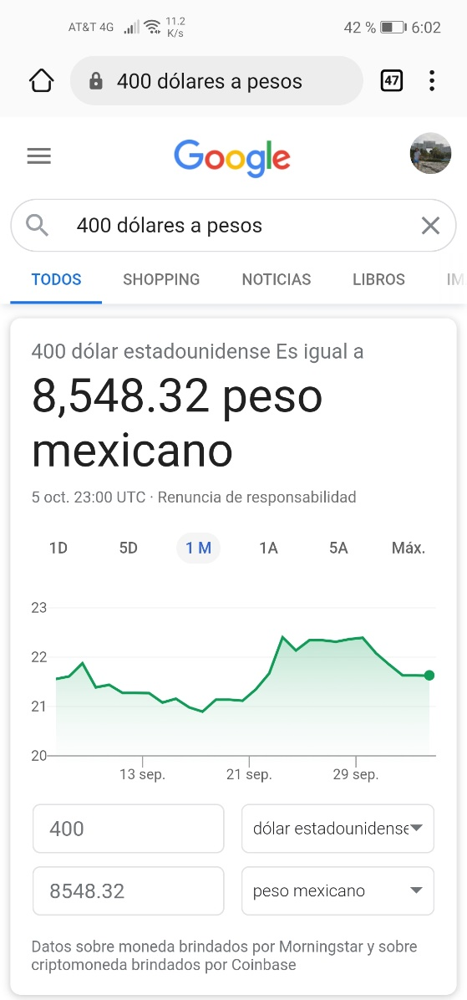 AT&T 4G 11.2 K/s 42 % 6:02
400 dólares a pesos 47
Google
400 dólares a pesos
TODOS SHOPPING NOTICIAS LIBROS IM
400 dólar estadounidense Es igual a
8,548.32 peso
mexicano
5 oct. 23:00 UTC · Renuncia de responsabilidad
1D 5D 1 M 1A 5A Máx.
23
22
21
20
13 sep. 21 sep. 29 sep.
400 dólar estadounidense
8548.32 peso mexicano
Datos sobre moneda brindados por Morningstar y sobre
criptomoneda brindados por Coinbase